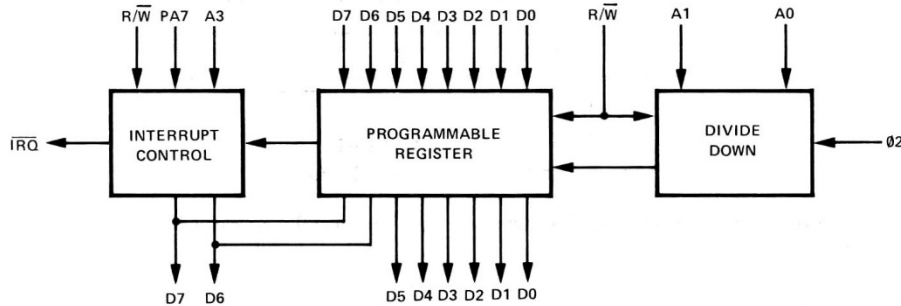 R/W̅ PA7 A3 D7 D6 D5 D4 D3 D2 D1 D0 R/W̅ A1 A0
I̅R̅Q̅ INTERRUPT CONTROL PROGRAMMABLE REGISTER DIVIDE DOWN Ø2
D7 D6 D5 D4 D3 D2 D1 D0